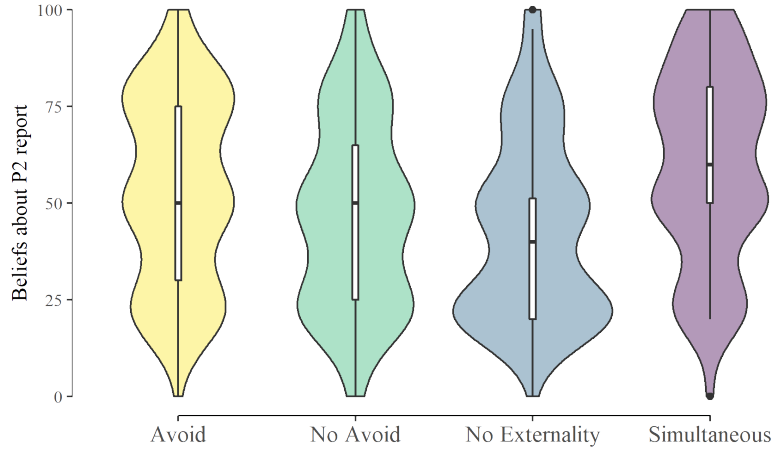 Beliefs about P2 report
100
75
50
25
0
Avoid
No Avoid
No Externality
Simultaneous